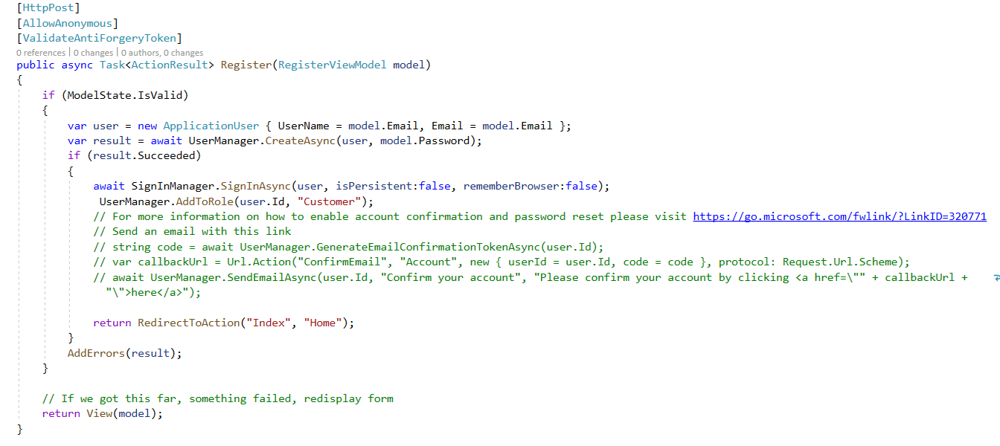 [HttpPost]
[AllowAnonymous]
[ValidateAntiForgeryToken]
0 references | 0 changes | 0 authors, 0 changes
public async Task<ActionResult> Register(RegisterViewModel model)
{
    if (ModelState.IsValid)
    {
        var user = new ApplicationUser { UserName = model.Email, Email = model.Email };
        var result = await UserManager.CreateAsync(user, model.Password);
        if (result.Succeeded)
        {
            await SignInManager.SignInAsync(user, isPersistent:false, rememberBrowser:false);
             UserManager.AddToRole(user.Id, "Customer");
            // For more information on how to enable account confirmation and password reset please visit https://go.microsoft.com/fwlink/?LinkID=320771
            // Send an email with this link
            // string code = await UserManager.GenerateEmailConfirmationTokenAsync(user.Id);
            // var callbackUrl = Url.Action("ConfirmEmail", "Account", new { userId = user.Id, code = code }, protocol: Request.Url.Scheme);
            // await UserManager.SendEmailAsync(user.Id, "Confirm your account", "Please confirm your account by clicking <a href=\"" + callbackUrl +
              "\">here</a>");

            return RedirectToAction("Index", "Home");
        }
        AddErrors(result);
    }

    // If we got this far, something failed, redisplay form
    return View(model);
}